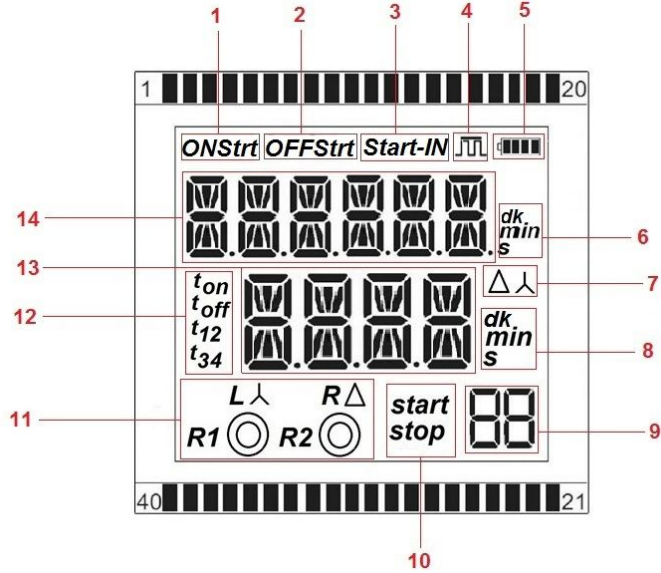 1 2 3 4 5
1 20
ONStrt OFFStrt Start-IN
14
dk
min
s
6
13
7
12
ton
toff
t12
t34
dk
min
s
8
11
L R
R1 R2
start
stop
9
40 21
10